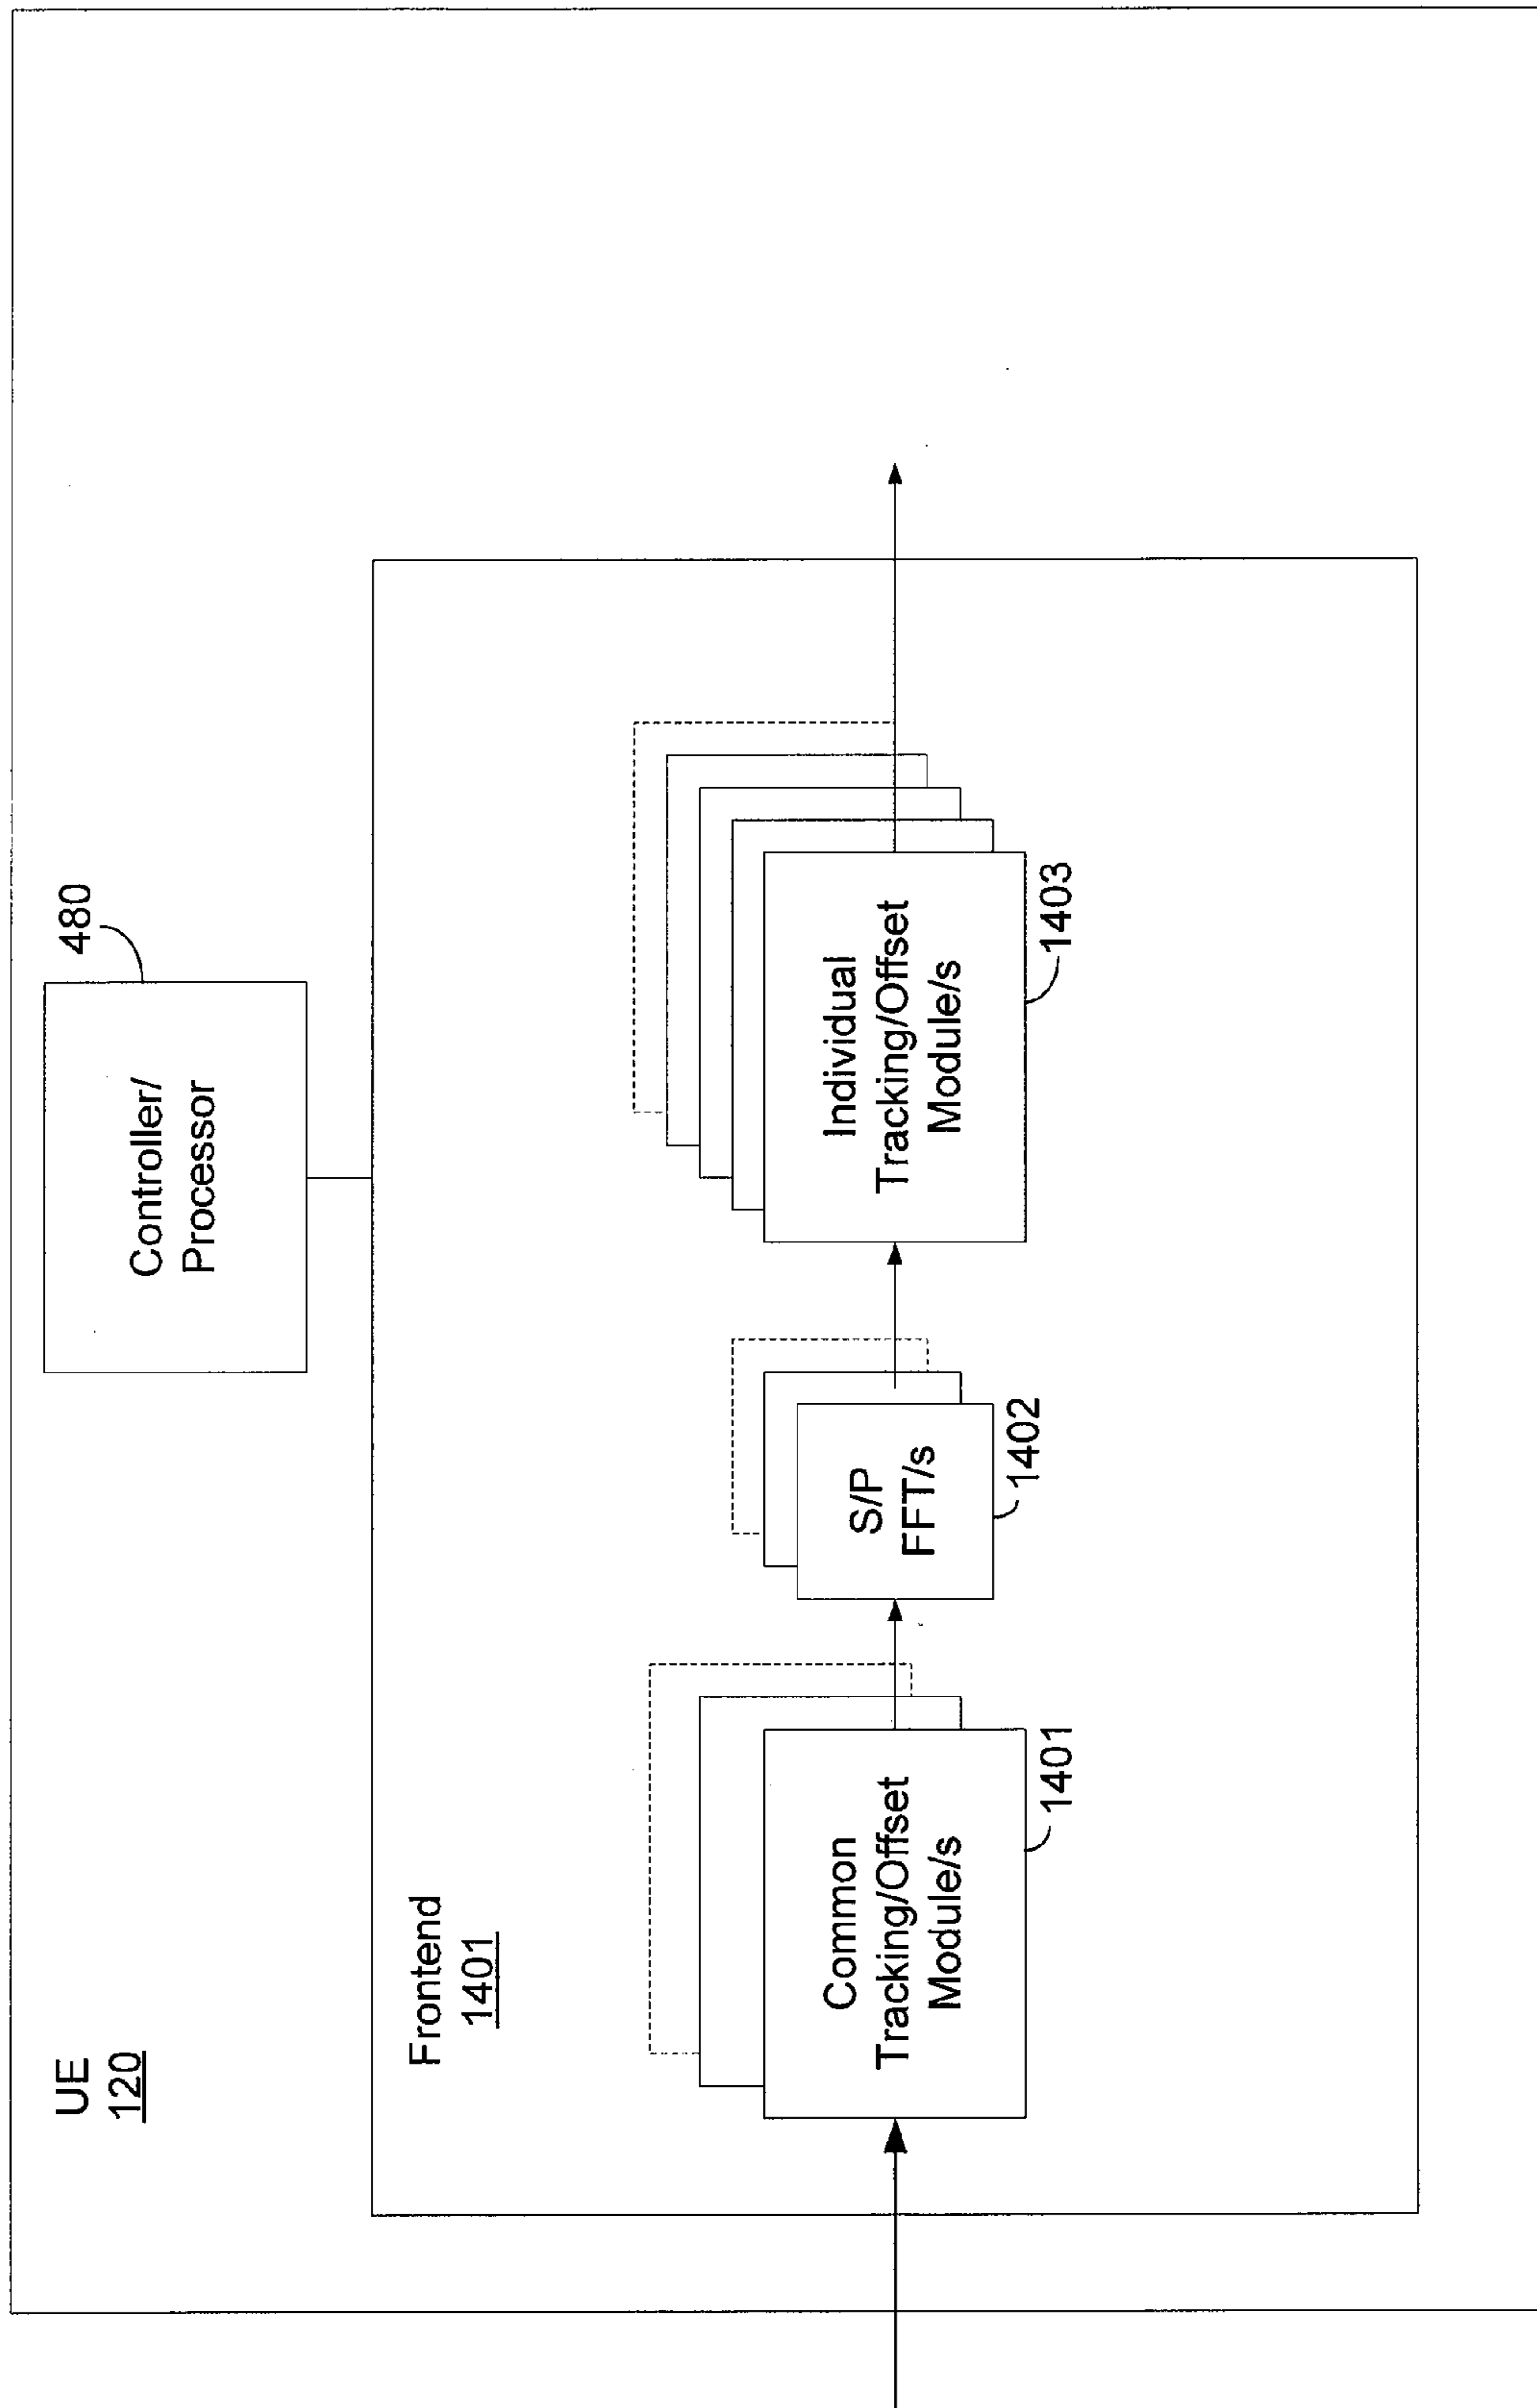 UE
120
Controller/
Processor
480
Frontend
1401
Common
Tracking/Offset
Module/s
1401
S/P
FFT/s
1402
Individual
Tracking/Offset
Module/s
1403